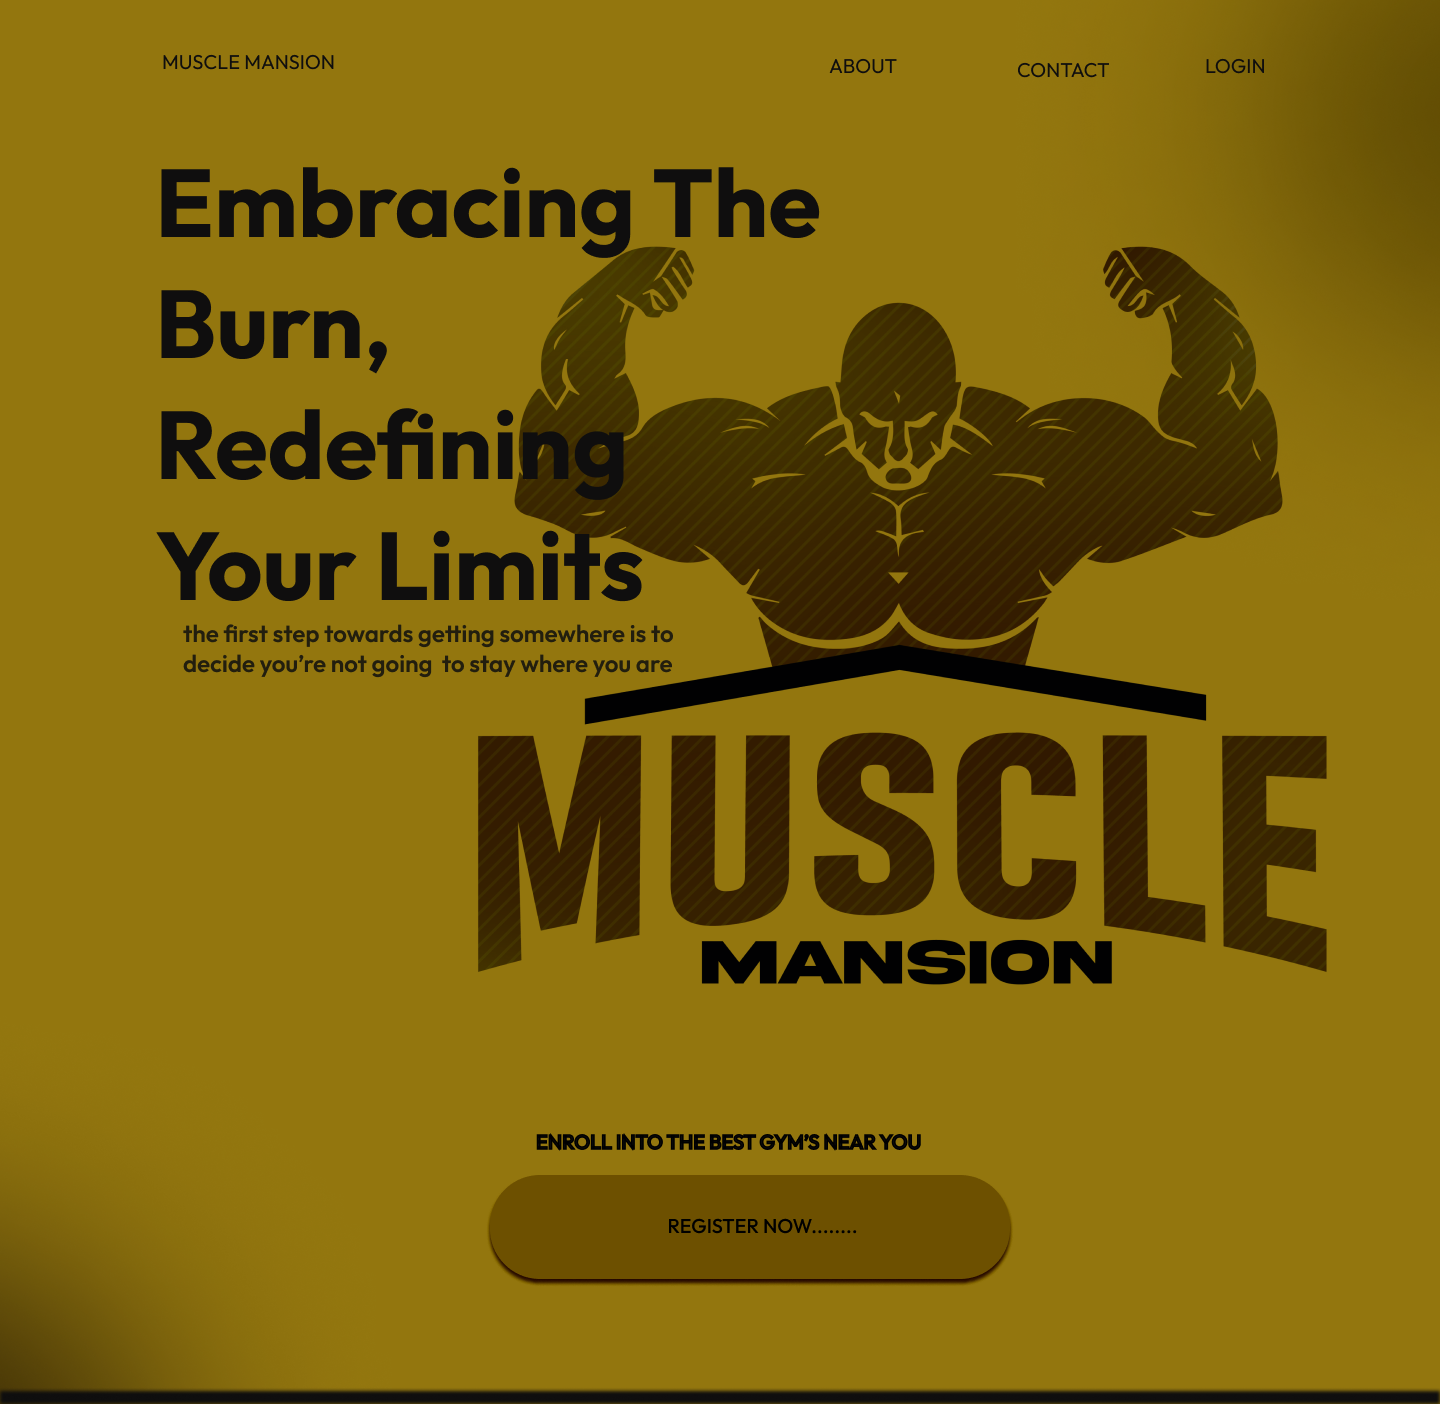 MUSCLE MANSION
ABOUT
CONTACT
LOGIN
Embracing The
Burn,
Redefining
Your Limits
the first step towards getting somewhere is to
decide you’re not going  to stay where you are
MUSCLE
MANSION
ENROLL INTO THE BEST GYM’S NEAR YOU
REGISTER NOW........